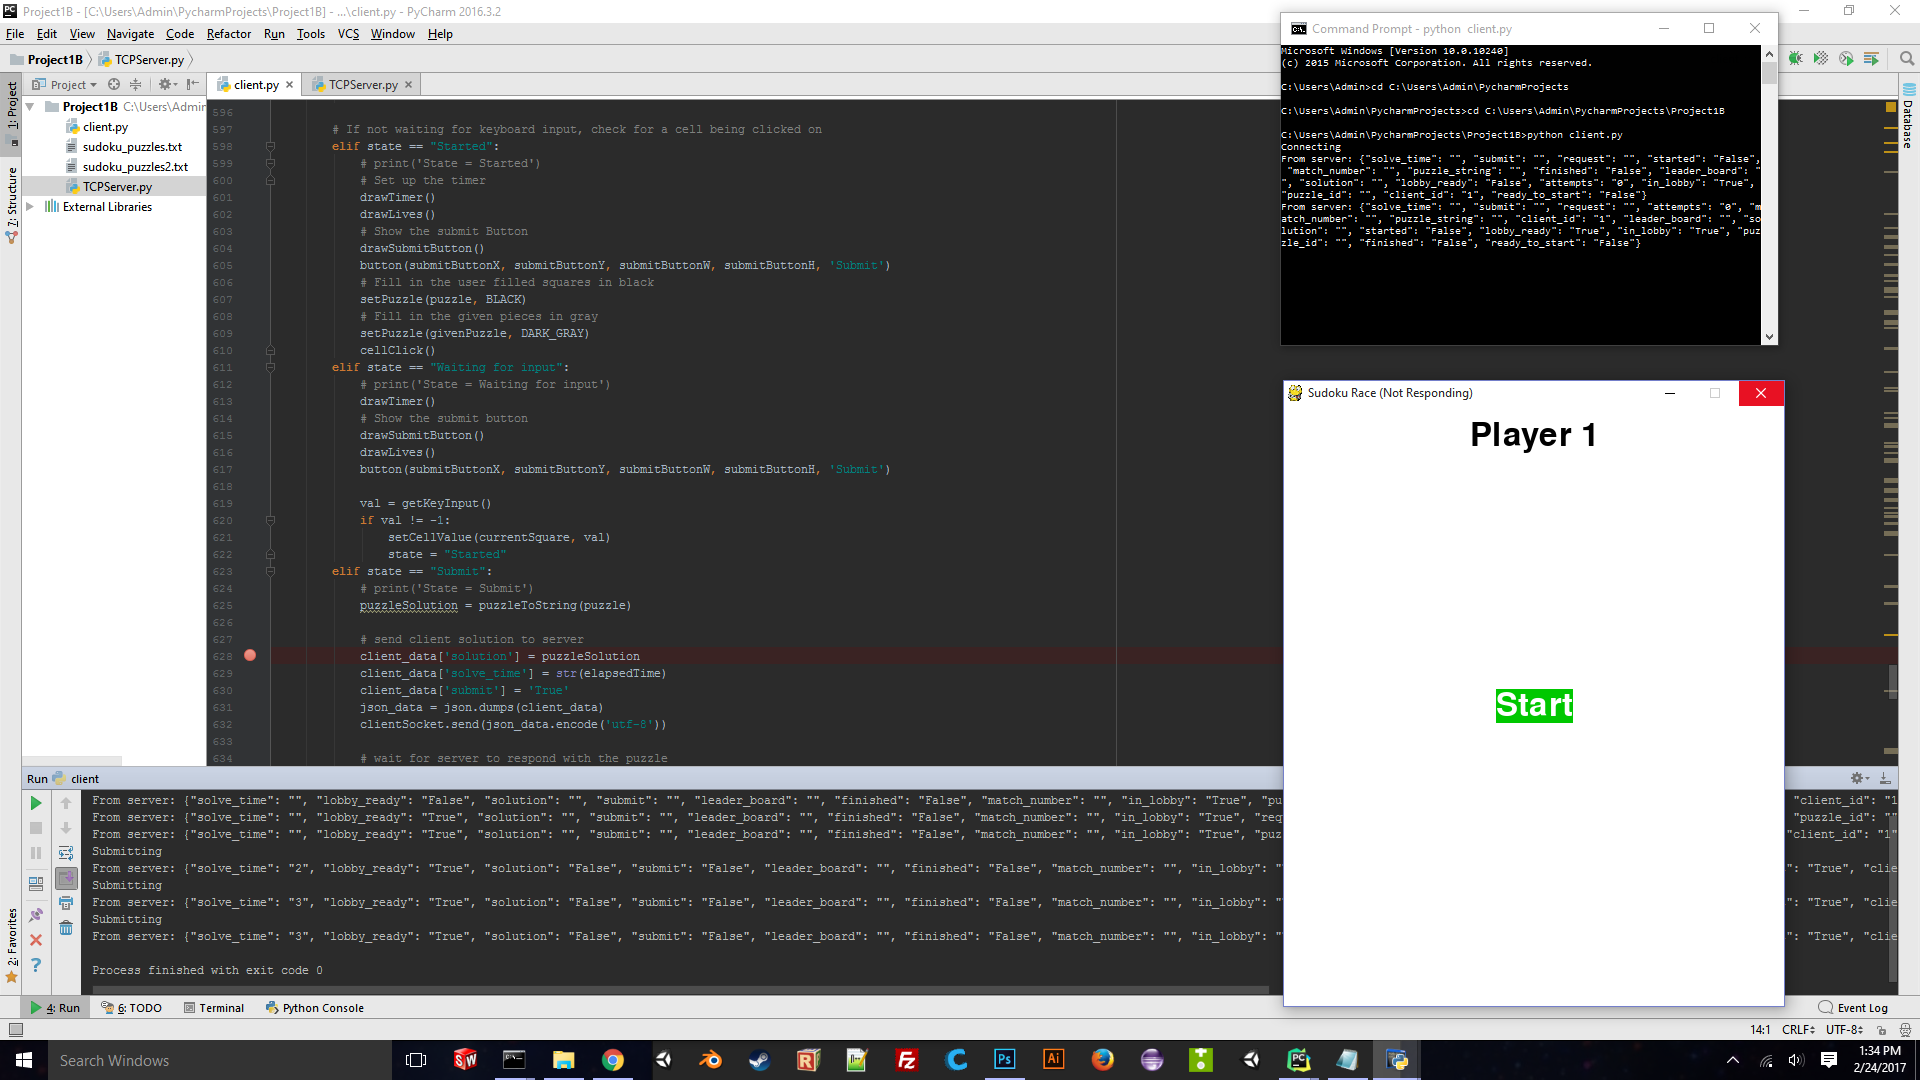 Project1B - [C:\Users\Admin\PycharmProjects\Project1B] - ...\client.py - PyCharm 2016.3.2
File Edit View Navigate Code Refactor Run Tools VCS Window Help
Project1B TCPServer.py
1: Project
7: Structure
2: Favorites
Database
Project
Project1B C:\Users\Admin
client.py
sudoku_puzzles.txt
sudoku_puzzles2.txt
TCPServer.py
External Libraries
client.py TCPServer.py
596
597 # If not waiting for keyboard input, check for a cell being clicked on
598 elif state == "Started":
599 # print('State = Started')
600 # Set up the timer
601 drawTimer()
602 drawLives()
603 # Show the submit Button
604 drawSubmitButton()
605 button(submitButtonX, submitButtonY, submitButtonW, submitButtonH, 'Submit')
606 # Fill in the user filled squares in black
607 setPuzzle(puzzle, BLACK)
608 # Fill in the given pieces in gray
609 setPuzzle(givenPuzzle, DARK_GRAY)
610 cellClick()
611 elif state == "Waiting for input":
612 # print('State = Waiting for input')
613 drawTimer()
614 # Show the submit button
615 drawSubmitButton()
616 drawLives()
617 button(submitButtonX, submitButtonY, submitButtonW, submitButtonH, 'Submit')
618
619 val = getKeyInput()
620 if val != -1:
621 setCellValue(currentSquare, val)
622 state = "Started"
623 elif state == "Submit":
624 # print('State = Submit')
625 puzzleSolution = puzzleToString(puzzle)
626
627 # send client solution to server
628 client_data['solution'] = puzzleSolution
629 client_data['solve_time'] = str(elapsedTime)
630 client_data['submit'] = 'True'
631 json_data = json.dumps(client_data)
632 clientSocket.send(json_data.encode('utf-8'))
633
634 # wait for server to respond with the puzzle
Command Prompt - python  client.py
Microsoft Windows [Version 10.0.10240]
(c) 2015 Microsoft Corporation. All rights reserved.
C:\Users\Admin>cd C:\Users\Admin\PycharmProjects
C:\Users\Admin\PycharmProjects>cd C:\Users\Admin\PycharmProjects\Project1B
C:\Users\Admin\PycharmProjects\Project1B>python client.py
Connecting
From server: {"solve_time": "", "submit": "", "request": "", "started": "False",
"match_number": "", "puzzle_string": "", "finished": "False", "leader_board": "
", "solution": "", "lobby_ready": "False", "attempts": "0", "in_lobby": "True",
"puzzle_id": "", "client_id": "1", "ready_to_start": "False"}
From server: {"solve_time": "", "submit": "", "request": "", "attempts": "0", "m
atch_number": "", "puzzle_string": "", "client_id": "1", "leader_board": "", "so
lution": "", "started": "False", "lobby_ready": "True", "in_lobby": "True", "puz
zle_id": "", "finished": "False", "ready_to_start": "False"}
Sudoku Race (Not Responding)
Player 1
Start
Run client
From server: {"solve_time": "", "lobby_ready": "False", "solution": "", "submit": "", "leader_board": "", "finished": "False", "match_number": "", "in_lobby": "True", "pu "client_id": "1
From server: {"solve_time": "", "lobby_ready": "True", "solution": "", "submit": "", "leader_board": "", "finished": "False", "match_number": "", "in_lobby": "True", "req "puzzle_id": "
From server: {"solve_time": "", "lobby_ready": "True", "solution": "", "submit": "", "leader_board": "", "finished": "False", "match_number": "", "in_lobby": "True", "puz "client_id": "1"
Submitting
From server: {"solve_time": "2", "lobby_ready": "True", "solution": "False", "submit": "False", "leader_board": "", "finished": "False", "match_number": "", "in_lobby": " ": "True", "clie
Submitting
From server: {"solve_time": "3", "lobby_ready": "True", "solution": "False", "submit": "False", "leader_board": "", "finished": "False", "match_number": "", "in_lobby": " ": "True", "clie
Submitting
From server: {"solve_time": "3", "lobby_ready": "True", "solution": "False", "submit": "False", "leader_board": "", "finished": "False", "match_number": "", "in_lobby": " ": "True", "clie
Process finished with exit code 0
4: Run 6: TODO Terminal Python Console Event Log
14:1 CRLF UTF-8
Search Windows
1:34 PM
2/24/2017